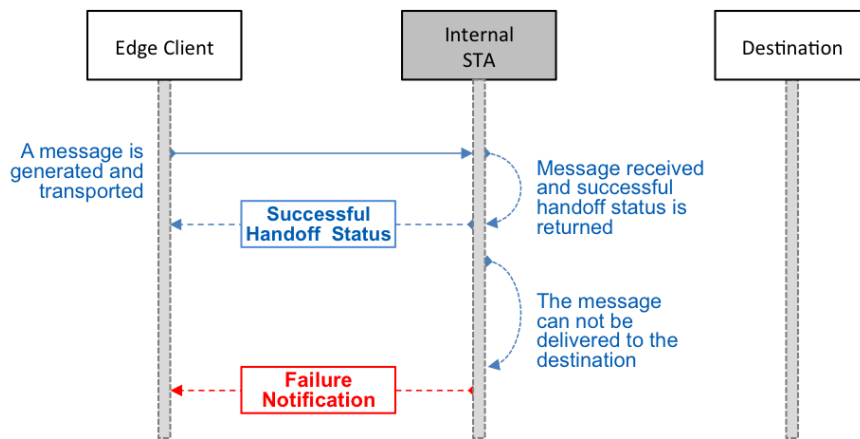 Edge Client
Internal
STA
Destination
A message is
generated and
transported
Message received
and successful
handoff status is
returned
Successful
Handoff Status
The message
can not be
delivered to the
destination
Failure
Notification